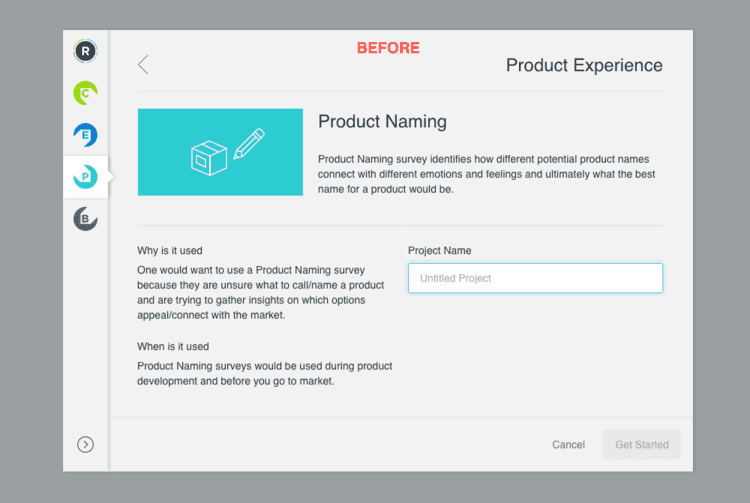 BEFORE
R
Product Experience
C
E
P
B
Product Naming
Product Naming survey identifies how different potential product names
connect with different emotions and feelings and ultimately what the best
name for a product would be.
Why is it used
One would want to use a Product Naming survey
because they are unsure what to call/name a product
and are trying to gather insights on which options
appeal/connect with the market.
When is it used
Product Naming surveys would be used during product
development and before you go to market.
Project Name
Untitled Project
Cancel
Get Started